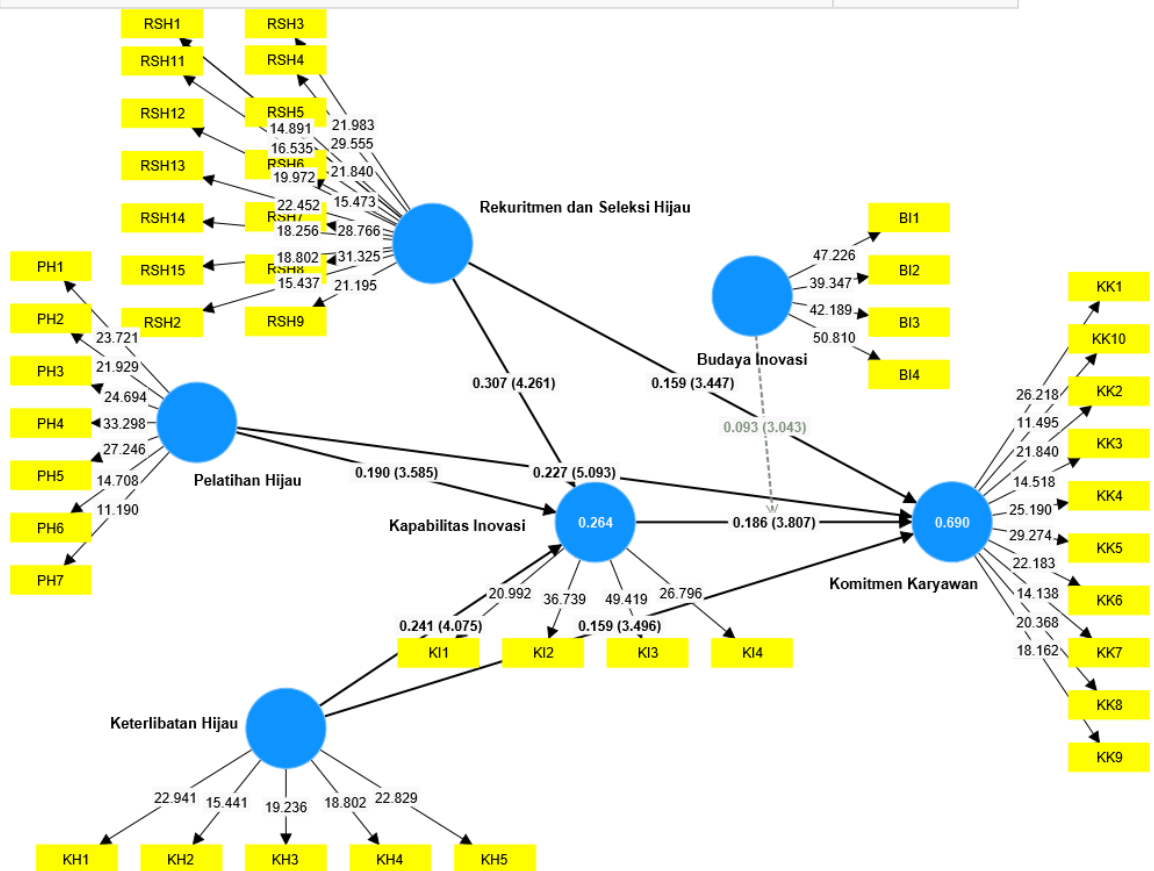 RSH1
RSH3
RSH11
RSH4
RSH12
RSH5
RSH13
RSH6
RSH14
RSH7
RSH15
RSH8
RSH2
RSH9
14.891
16.535
19.972
22.452
18.256
18.802
15.437
21.983
29.555
21.840
15.473
28.766
31.325
21.195
Rekuritmen dan Seleksi Hijau
BI1
BI2
BI3
BI4
47.226
39.347
42.189
50.810
Budaya Inovasi
PH1
PH2
PH3
PH4
PH5
PH6
PH7
23.721
21.929
24.694
33.298
27.246
14.708
11.190
Pelatihan Hijau
0.307 (4.261)
0.159 (3.447)
0.093 (3.043)
0.190 (3.585)
0.227 (5.093)
Kapabilitas Inovasi
0.264
0.186 (3.807)
0.690
Komitmen Karyawan
KK1
KK10
KK2
KK3
KK4
KK5
KK6
KK7
KK8
KK9
26.218
11.495
21.840
14.518
25.190
29.274
22.183
14.138
20.368
18.162
20.992
36.739
49.419
26.796
0.241 (4.075)
0.159 (3.496)
KI1
KI2
KI3
KI4
Keterlibatan Hijau
22.941
15.441
19.236
18.802
22.829
KH1
KH2
KH3
KH4
KH5